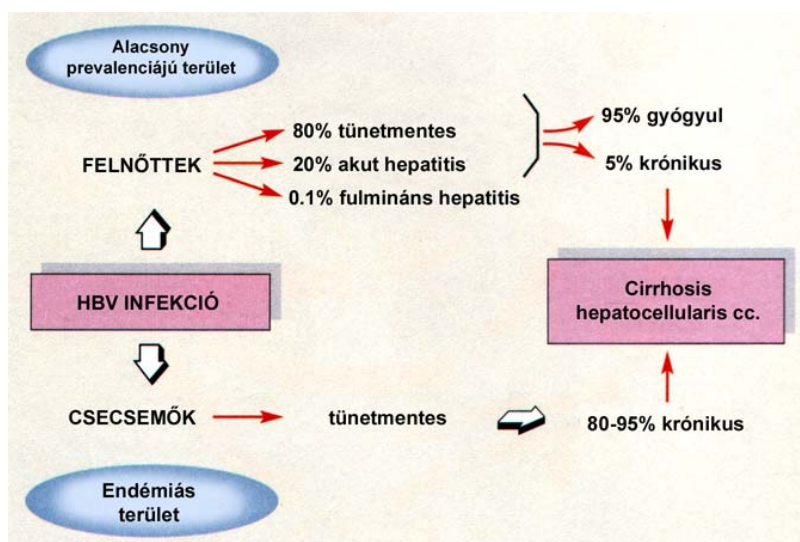 Alacsony
prevalenciájú terület
FELNŐTTEK
80% tünetmentes
20% akut hepatitis
0.1% fulmináns hepatitis
95% gyógyul
5% krónikus
HBV INFEKCIÓ
Cirrhosis
hepatocellularis cc.
CSECSEMŐK
tünetmentes
80-95% krónikus
Endémiás
terület